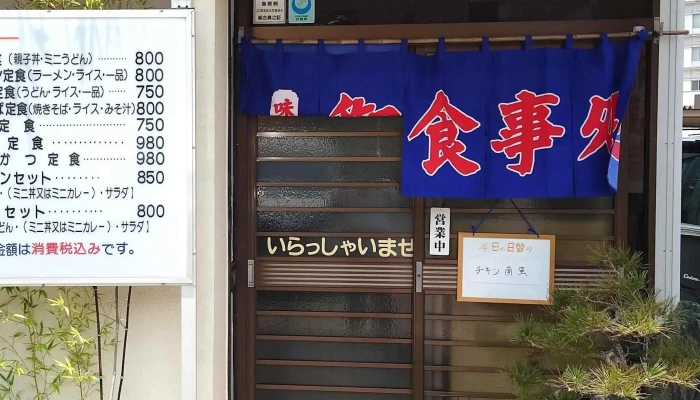 (親子丼・ミニうどん) 800
定食(ラーメン・ライス・一品) 800
定食(うどん・ライス・一品) 750
定食(焼きそば・ライス・みそ汁) 800
定 食 750
定 食 980
かつ 定 食 980
ンセット 850
・(ミニ丼又はミニカレー)・サラダ】
セット 800
どん・(ミニ丼又はミニカレー)・サラダ】
金額は消費税込みです。
味
御食事処
営業中
いらっしゃいませ
本日の日替り
チキン南蛮